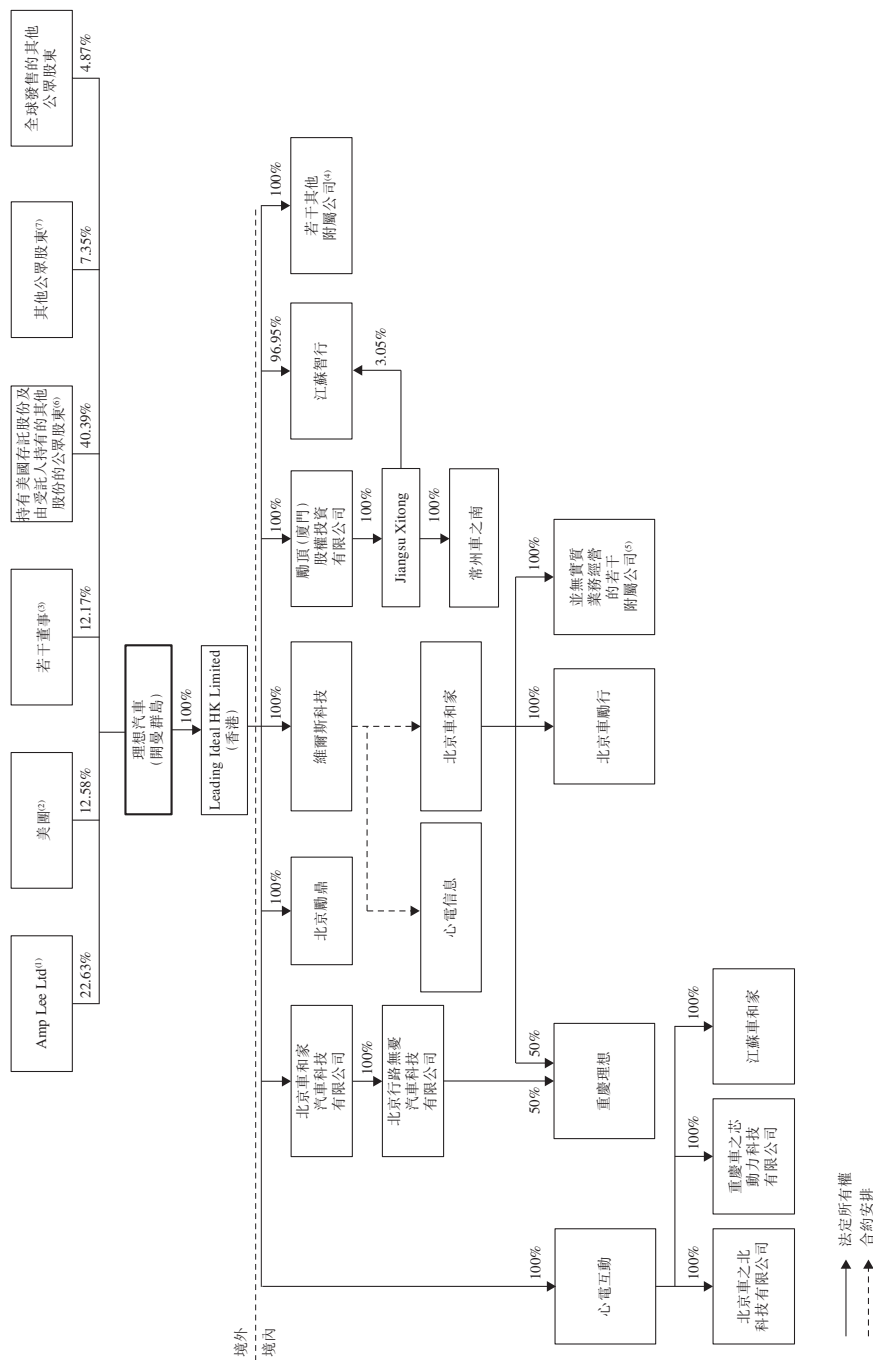 Amp Lee Ltd(1)
22.63%
美團(2)
12.58%
若干董事(3)
12.17%
持有美國存託股份及
由受託人持有的其他
股份的公眾股東(6)
40.39%
其他公眾股東(7)
7.35%
全球發售的其他
公眾股東
4.87%
理想汽車
(開曼群島)
100%
Leading Ideal HK Limited
(香港)
境外
境內
100%
心電互動
北京車和家
汽車科技
有限公司
100%
北京行路無憂
汽車科技
有限公司
100%
北京勵鼎
100%
維爾斯科技
100%
勵頂(廈門)
股權投資
有限公司
96.95%
江蘇智行
100%
若干其他
附屬公司(4)
100%
Jiangsu Xitong
3.05%
100%
常州車之南
心電信息
北京車和家
50%
50%
重慶理想
100%
北京車勵行
100%
並無實質
業務經營
的若干
附屬公司(5)
100%
北京車之北
科技有限公司
100%
重慶車之芯
動力科技
有限公司
100%
江蘇車和家
法定所有權
合約安排